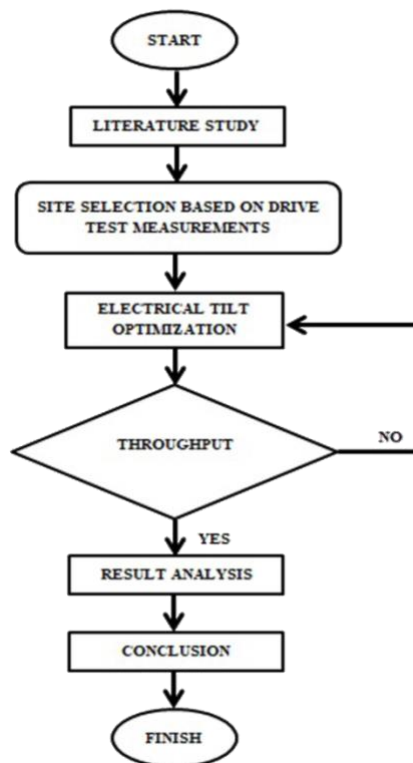 START
LITERATURE STUDY
SITE SELECTION BASED ON DRIVE
TEST MEASUREMENTS
ELECTRICAL TILT
OPTIMIZATION
THROUGHPUT
NO
YES
RESULT ANALYSIS
CONCLUSION
FINISH